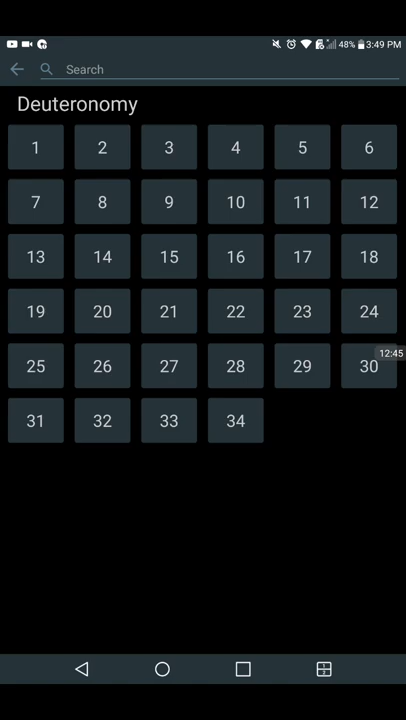 48% 3:49 PM
Search
Deuteronomy
1 2 3 4 5 6
7 8 9 10 11 12
13 14 15 16 17 18
19 20 21 22 23 24
12:45
25 26 27 28 29 30
31 32 33 34